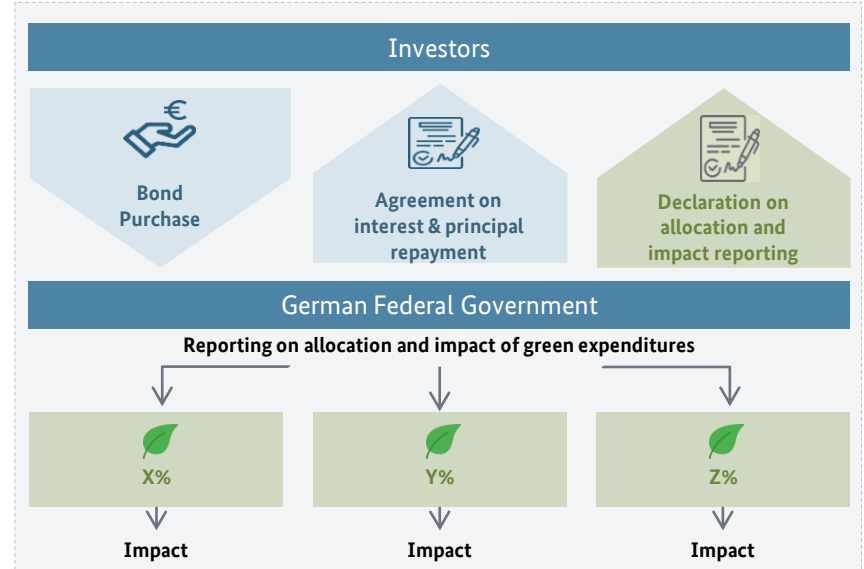 Investors
€
Bond
Purchase
Agreement on
interest & principal
repayment
Declaration on
allocation and
impact reporting
German Federal Government
Reporting on allocation and impact of green expenditures
X%
Y%
Z%
Impact
Impact
Impact